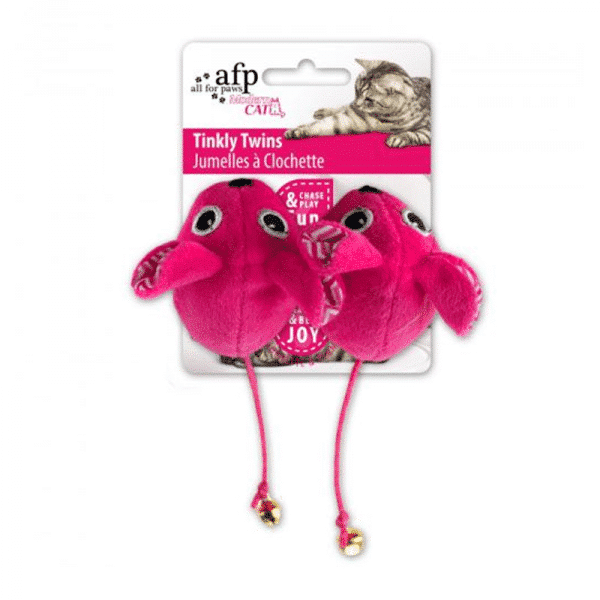 afp
all for paws
Modern
CAT
Tinkly Twins
Jumelles à Clochette
& CHASE
PLAY
JOY